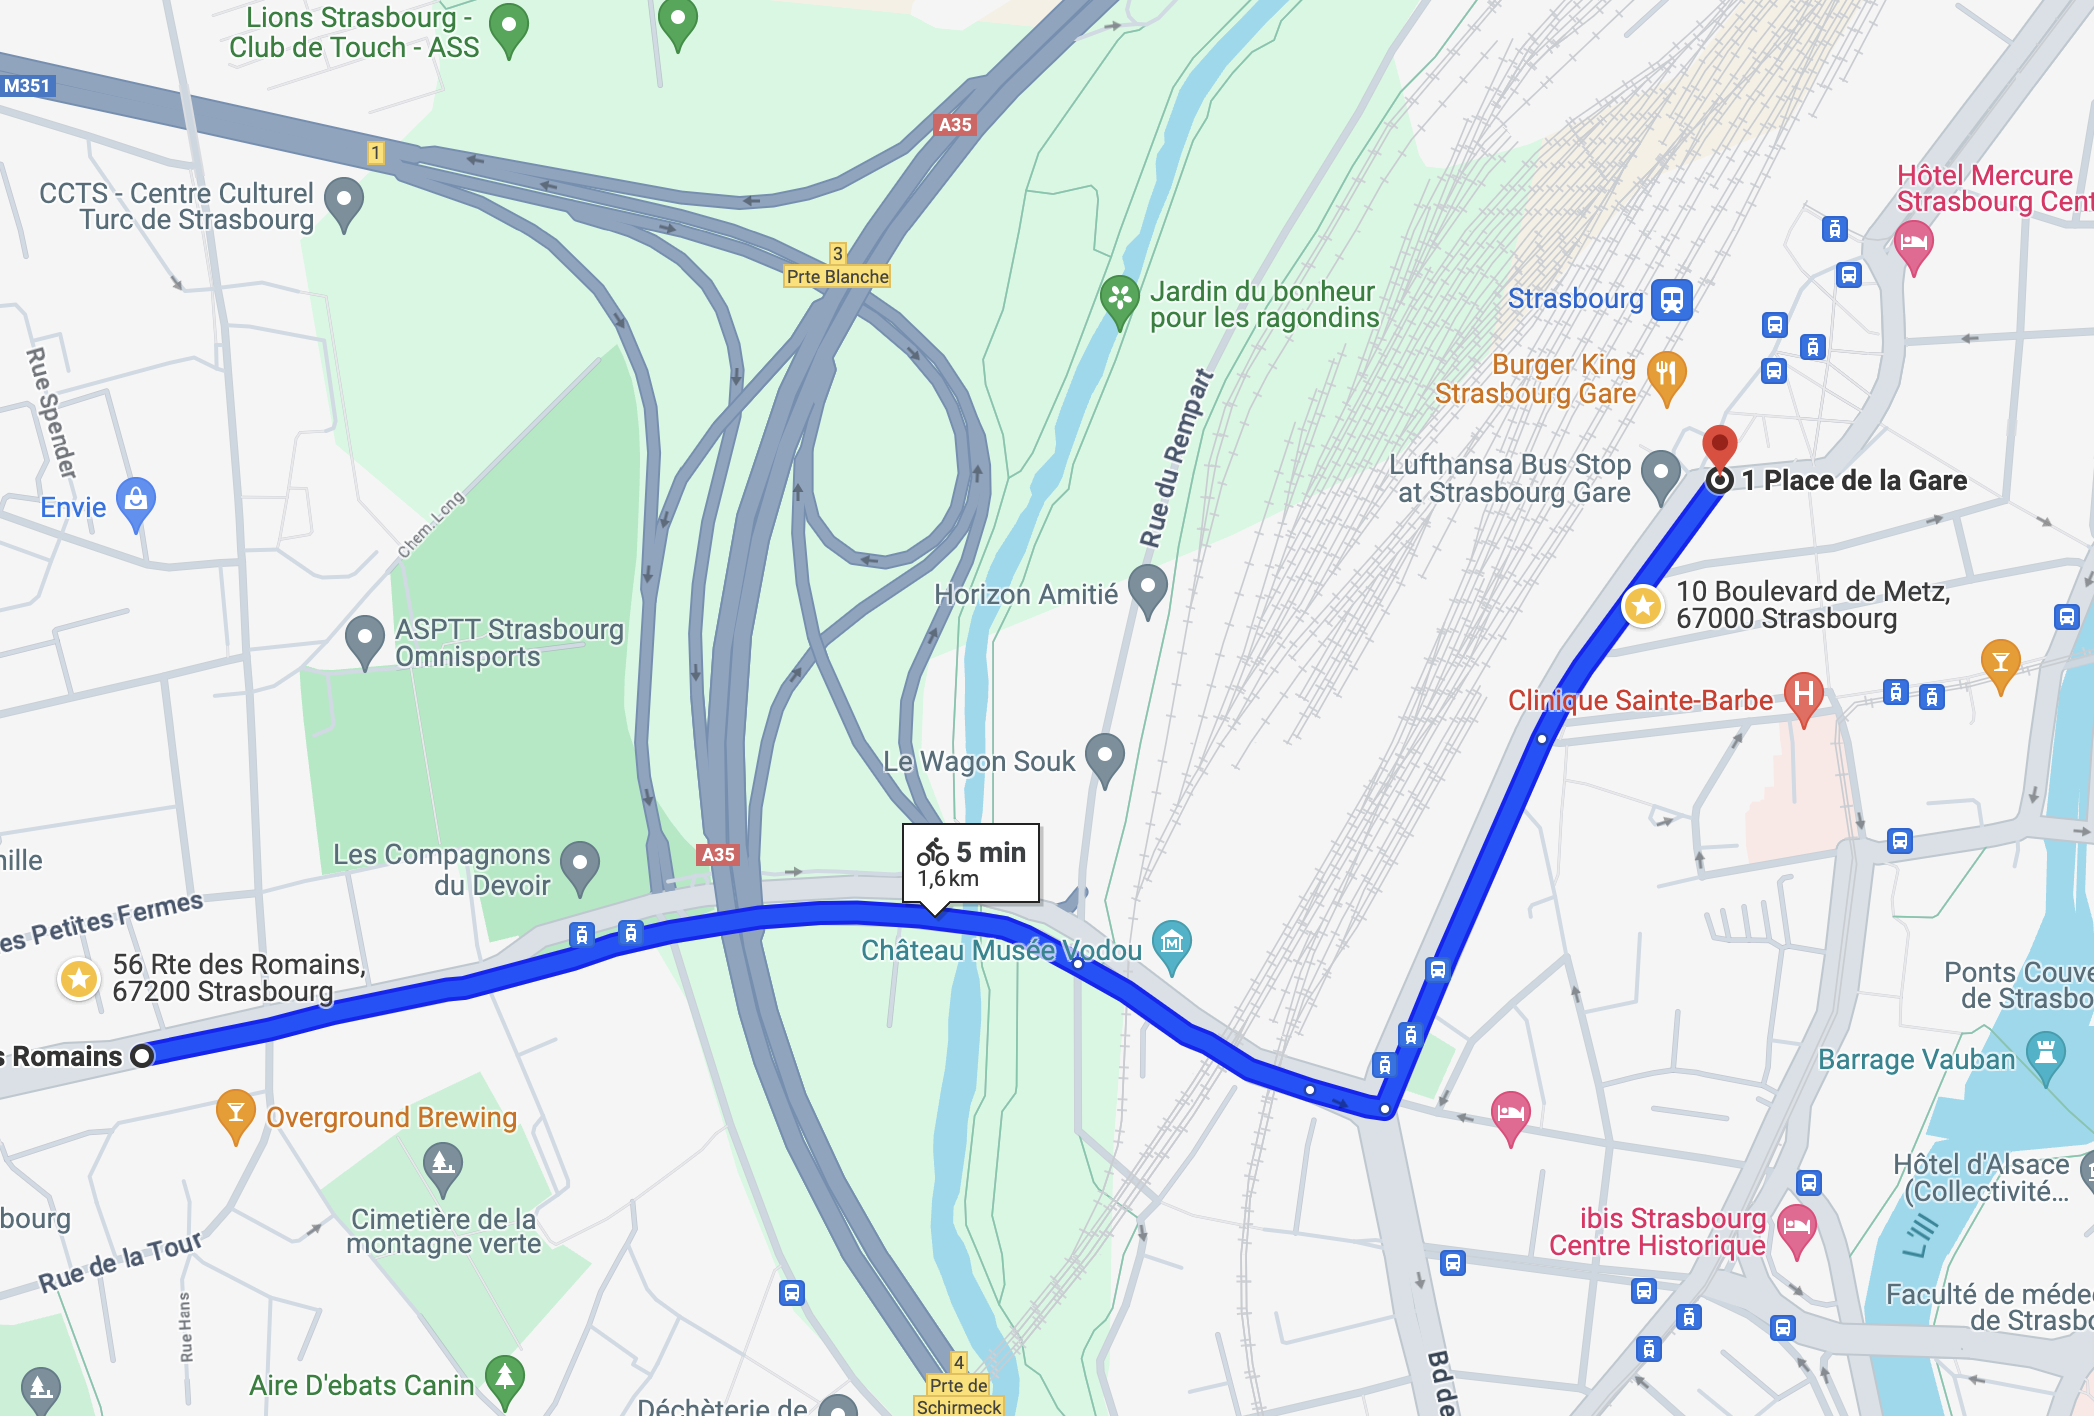 Lions Strasbourg -
Club de Touch - ASS
M351
1
A35
CCTS - Centre Culturel
Turc de Strasbourg
Hôtel Mercure
Strasbourg Cent
3
Prte Blanche
Jardin du bonheur
pour les ragondins
Strasbourg
Rue Spender
Burger King
Strasbourg Gare
Rue du Rempart
Lufthansa Bus Stop
at Strasbourg Gare
1 Place de la Gare
Envie
Chem. Long
Horizon Amitié
10 Boulevard de Metz,
67000 Strasbourg
ASPTT Strasbourg
Omnisports
Clinique Sainte-Barbe
H
Le Wagon Souk
5 min
1,6 km
A35
Les Compagnons
du Devoir
nille
es Petites Fermes
Château Musée Vodou
M
56 Rte des Romains,
67200 Strasbourg
Ponts Couve
de Strasbo
s Romains
Barrage Vauban
Overground Brewing
Hôtel d'Alsace
(Collectivité...
bourg
Cimetière de la
montagne verte
ibis Strasbourg
Centre Historique
L'Ill
Rue de la Tour
Rue Hans
Faculté de méde
de Strasbo
4
Prte de
Schirmeck
Bd de
Aire D'ebats Canin
Déchèterie de